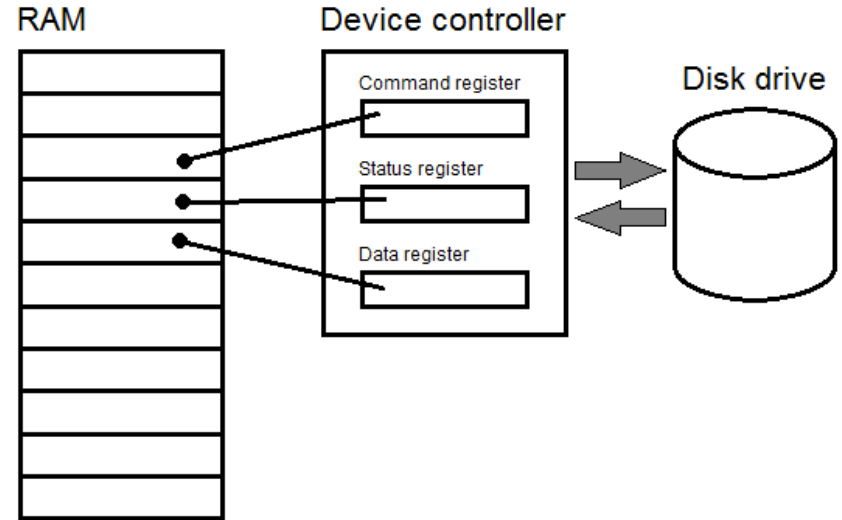 RAM
Device controller
Command register
Disk drive
Status register
Data register